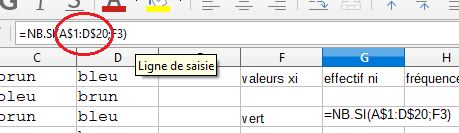 =NB.SI(A$1:D$20;F3)
Ligne de saisie
C D F G H
brun bleu valeurs xi effectif ni fréquence
bleu brun
vert bleu vert =NB.SI(A$1:D$20;F3)